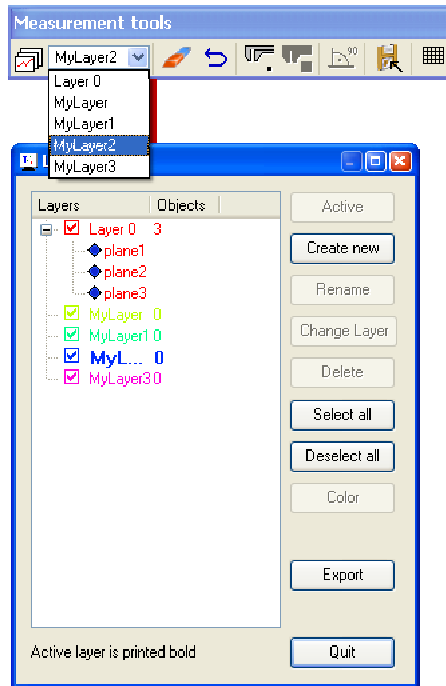 Measurement tools
MyLayer2
90°
Layer 0
MyLayer
MyLayer1
MyLayer2
MyLayer3
Layers Objects
Layer 0 3
plane1
plane2
plane3
MyLayer 0
MyLayer1 0
MyL... 0
MyLayer3 0
Active
Create new
Rename
Change Layer
Delete
Select all
Deselect all
Color
Export
Active layer is printed bold
Quit